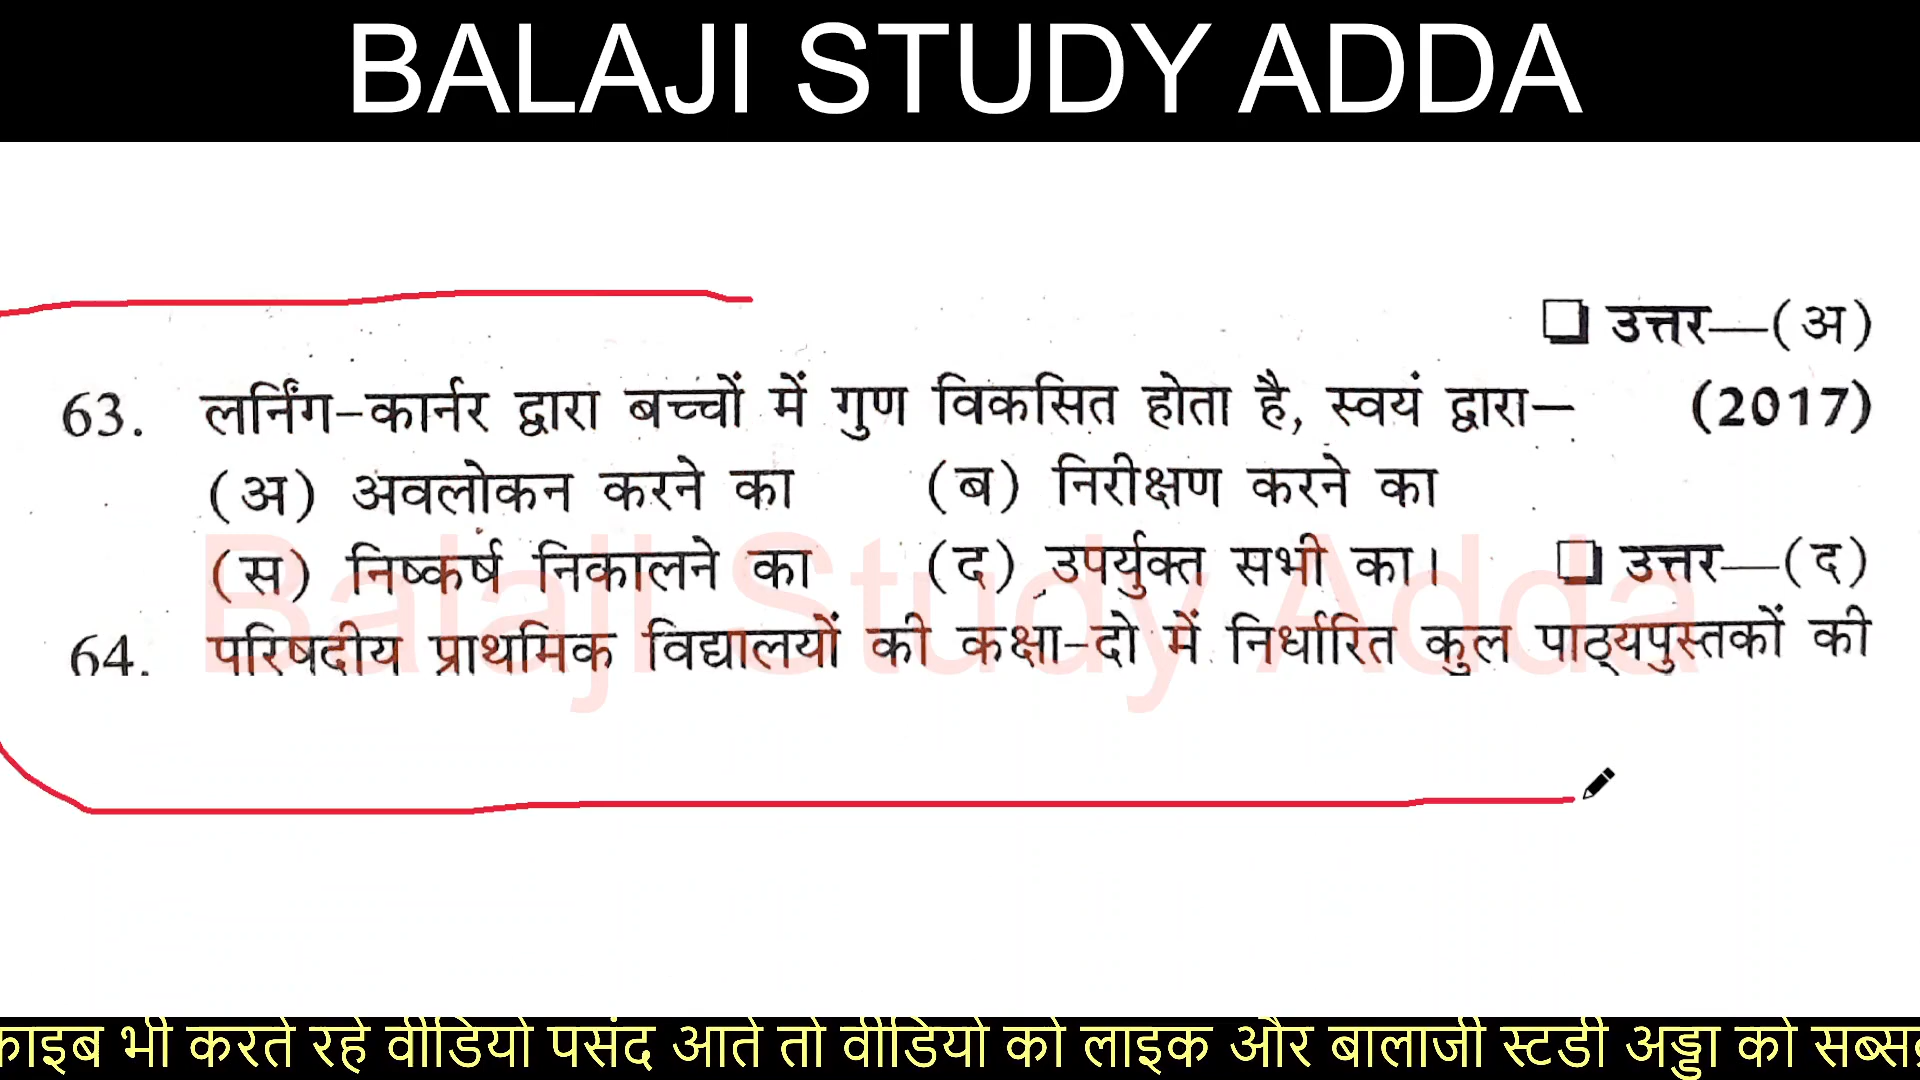 BALAJI STUDY ADDA
❑ उत्तर—(अ)
63. लर्निंग-कार्नर द्वारा बच्चों में गुण विकसित होता है, स्वयं द्वारा— (2017)
(अ) अवलोकन करने का (ब) निरीक्षण करने का
(स) निष्कर्ष निकालने का (द) उपर्युक्त सभी का। ❑ उत्तर—(द)
Balaji Study Adda
64. परिषदीय प्राथमिक विद्यालयों की कक्षा-दो में निर्धारित कुल पाठ्यपुस्तकों की
भी करते रहे वीडियो पसंद आते तो वीडियो को लाइक और बालाजी स्टडी अड्डा को